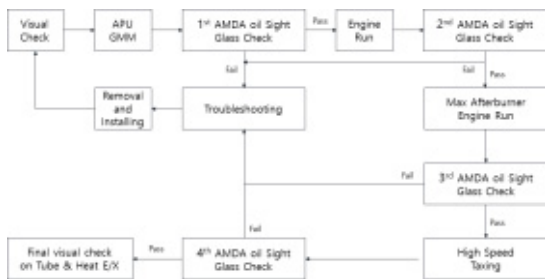 Visual
Check
APU
GMM
1st AMDA oil Sight
Glass Check
Pass
Engine
Run
2nd AMDA oil Sight
Glass Check
Fail
Fail
Pass
Removal
and
Installing
Troubleshooting
Max Afterburner
Engine Run
Fail
3rd AMDA oil Sight
Glass Check
Fail
Pass
Final visual check
on Tube & Heat E/X
Pass
4th AMDA oil Sight
Glass Check
High Speed
Taxing